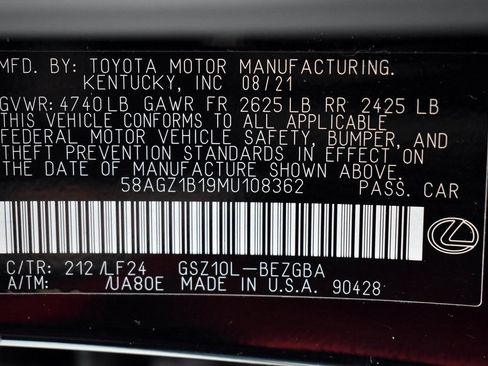 MFD. BY: TOYOTA MOTOR MANUFACTURING.
KENTUCKY, INC 08/21
GVWR: 4740 LB GAWR FR 2625 LB RR 2425 LB
THIS VEHICLE CONFORMS TO ALL APPLICABLE
FEDERAL MOTOR VEHICLE SAFETY, BUMPER, AND
THEFT PREVENTION STANDARDS IN EFFECT ON
THE DATE OF MANUFACTURE SHOWN ABOVE.
58AGZ1B19MU108362 PASS. CAR
C/TR: 212 /LF24 GSZ10L-BEZGBA
A/TM: /UA80E MADE IN U.S.A. 90428